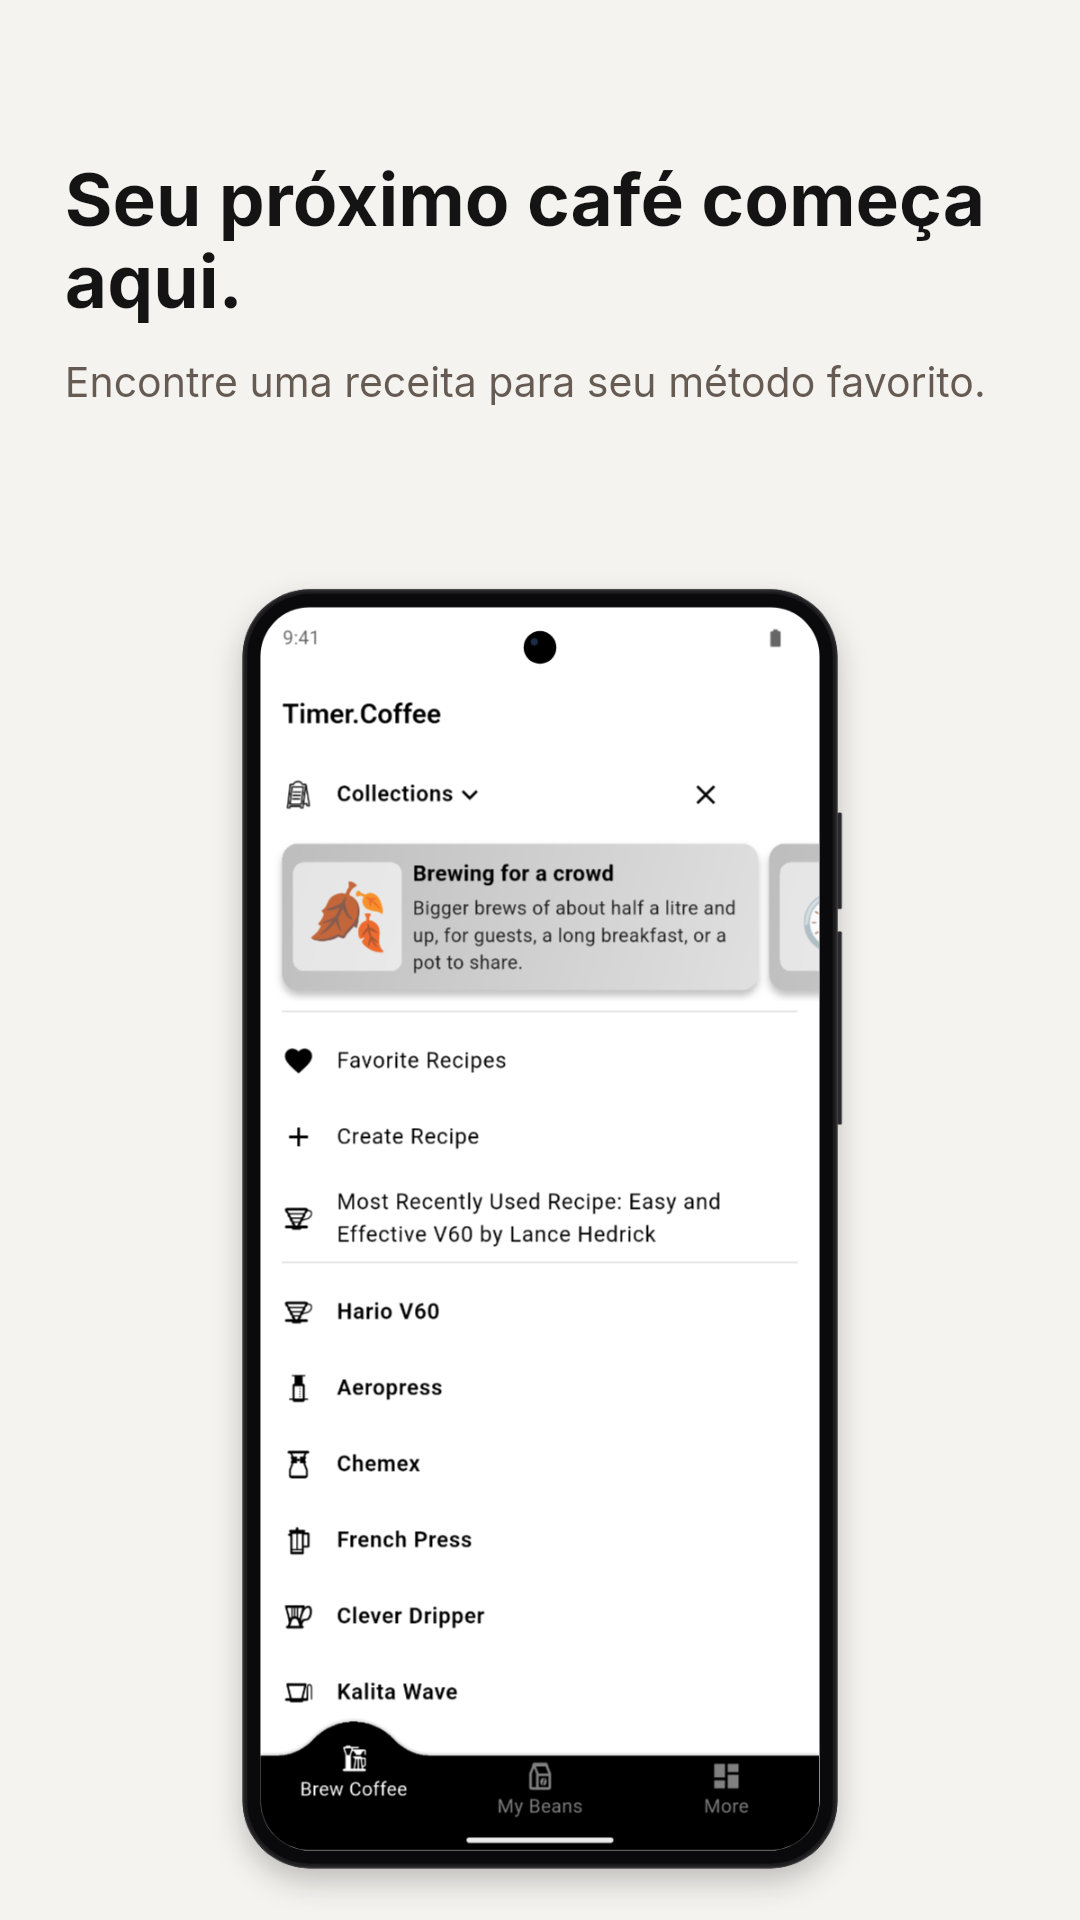 Seu próximo café começa
aqui.
Encontre uma receita para seu método favorito.
9:41
Timer.Coffee
Collections
Brewing for a crowd
Bigger brews of about half a litre and
up, for guests, a long breakfast, or a
pot to share.
Favorite Recipes
Create Recipe
Most Recently Used Recipe: Easy and
Effective V60 by Lance Hedrick
Hario V60
Aeropress
Chemex
French Press
Clever Dripper
Kalita Wave
Brew Coffee
My Beans
More